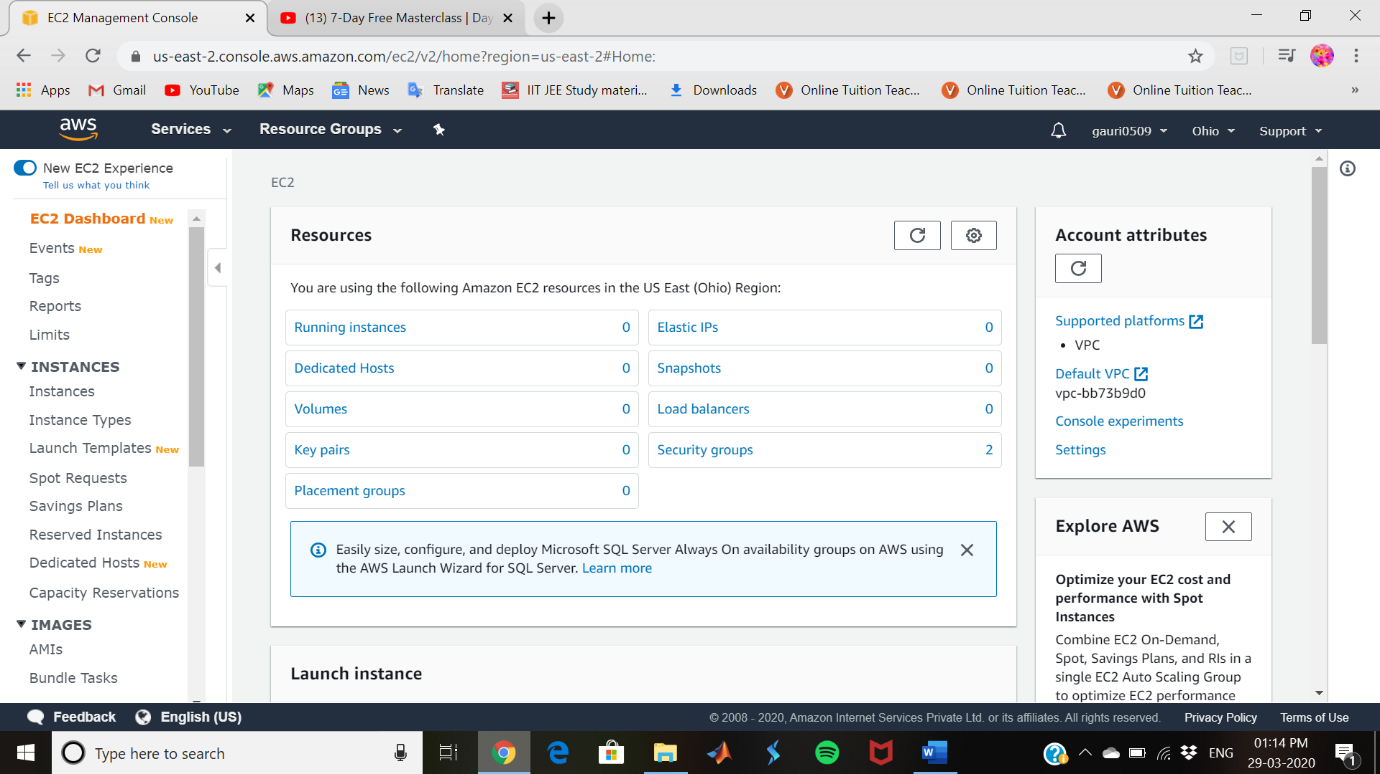 EC2 Management Console
(13) 7-Day Free Masterclass | Day
us-east-2.console.aws.amazon.com/ec2/v2/home?region=us-east-2#Home:
Apps Gmail YouTube Maps News Translate IIT JEE Study materi... Downloads Online Tuition Teac... Online Tuition Teac... Online Tuition Teac... »
aws Services Resource Groups gauri0509 Ohio Support
New EC2 Experience
Tell us what you think
EC2 Dashboard New
Events New
Tags
Reports
Limits
INSTANCES
Instances
Instance Types
Launch Templates New
Spot Requests
Savings Plans
Reserved Instances
Dedicated Hosts New
Capacity Reservations
IMAGES
AMIs
Bundle Tasks
EC2
Resources
You are using the following Amazon EC2 resources in the US East (Ohio) Region:
Running instances 0
Elastic IPs 0
Dedicated Hosts 0
Snapshots 0
Volumes 0
Load balancers 0
Key pairs 0
Security groups 2
Placement groups 0
Easily size, configure, and deploy Microsoft SQL Server Always On availability groups on AWS using
the AWS Launch Wizard for SQL Server. Learn more
Launch instance
Account attributes
Supported platforms
• VPC
Default VPC
vpc-bb73b9d0
Console experiments
Settings
Explore AWS
Optimize your EC2 cost and
performance with Spot
Instances
Combine EC2 On-Demand,
Spot, Savings Plans, and RIs in a
single EC2 Auto Scaling Group
to optimize EC2 performance
Feedback English (US) © 2008 - 2020, Amazon Internet Services Private Ltd. or its affiliates. All rights reserved. Privacy Policy Terms of Use
Type here to search
ENG
01:14 PM
29-03-2020
1